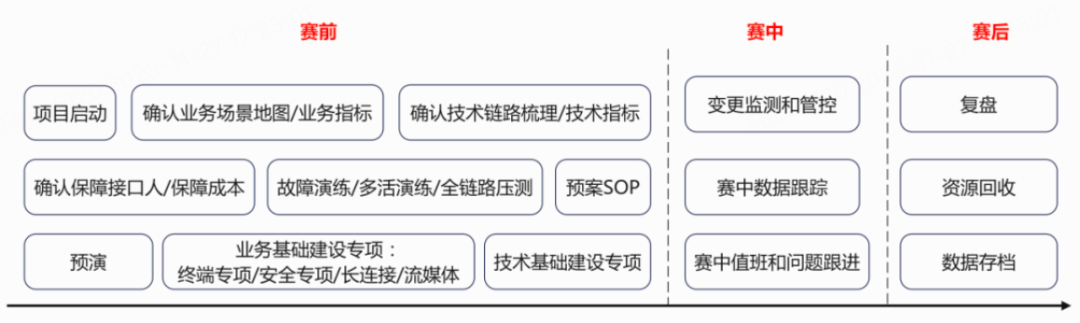 赛前
赛中
赛后
项目启动
确认业务场景地图/业务指标
确认技术链路梳理/技术指标
变更监测和管控
复盘
确认保障接口人/保障成本
故障演练/多活演练/全链路压测
预案SOP
赛中数据跟踪
资源回收
预演
业务基础建设专项：
终端专项/安全专项/长连接/流媒体
技术基础建设专项
赛中值班和问题跟进
数据存档